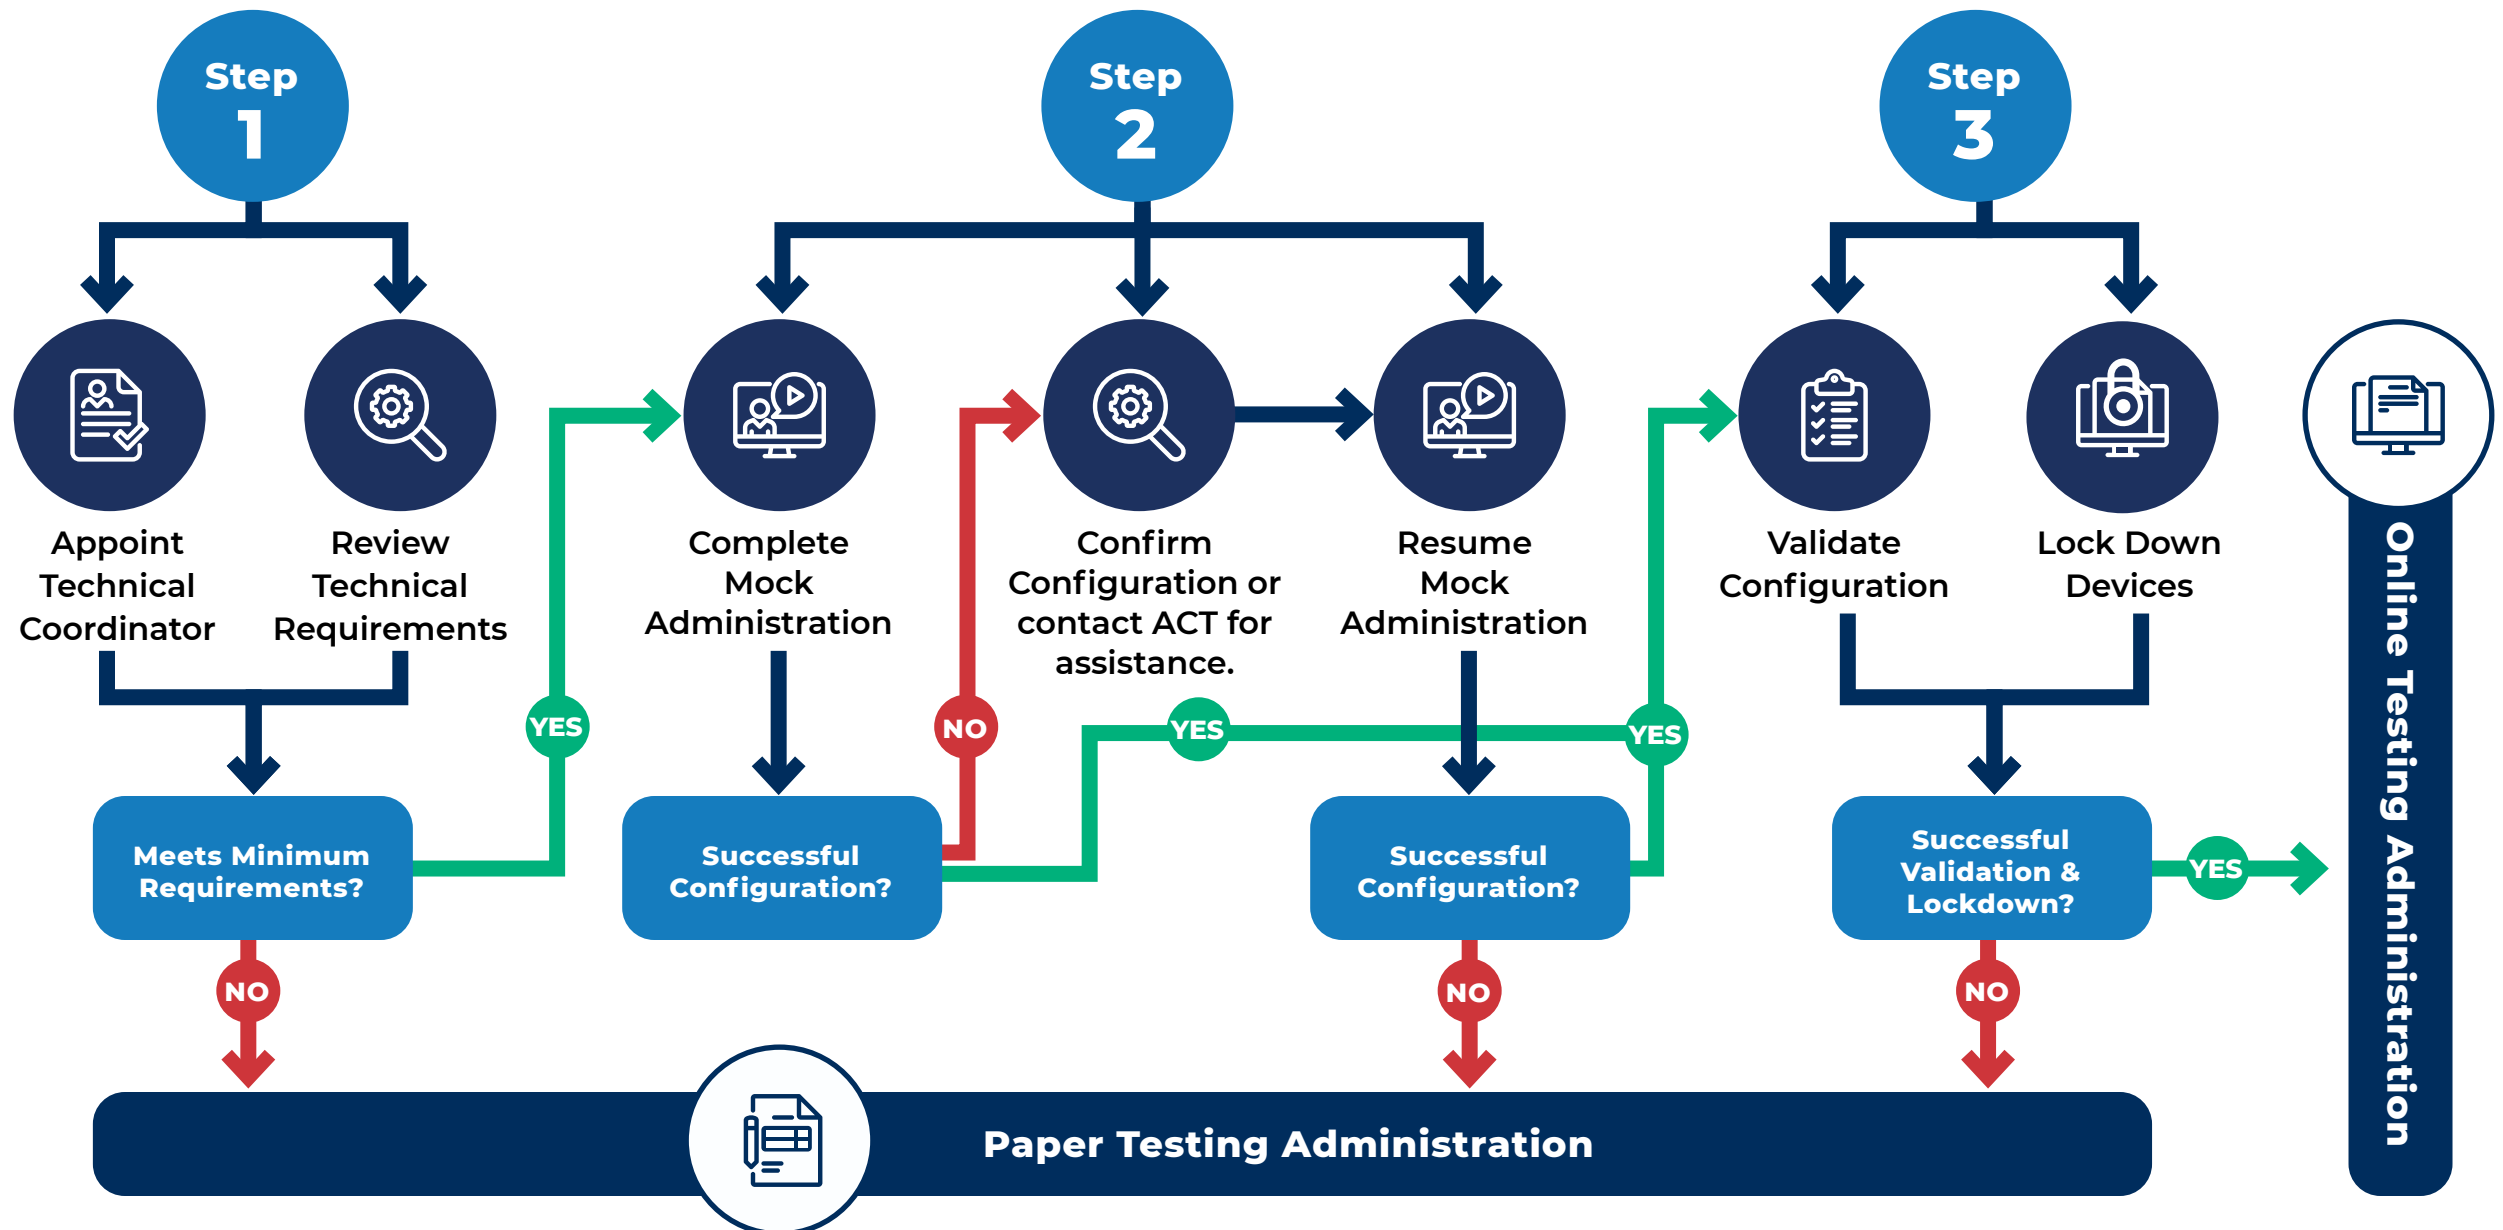 Step
1
Step
2
Step
3
Appoint
Technical
Coordinator
Review
Technical
Requirements
Complete
Mock
Administration
Confirm
Configuration or
contact ACT for
assistance.
Resume
Mock
Administration
Validate
Configuration
Lock Down
Devices
YES
NO
YES
YES
Meets Minimum
Requirements?
Successful
Configuration?
Successful
Configuration?
Successful
Validation &
Lockdown?
YES
NO
NO
NO
Paper Testing Administration
Online Testing Administration